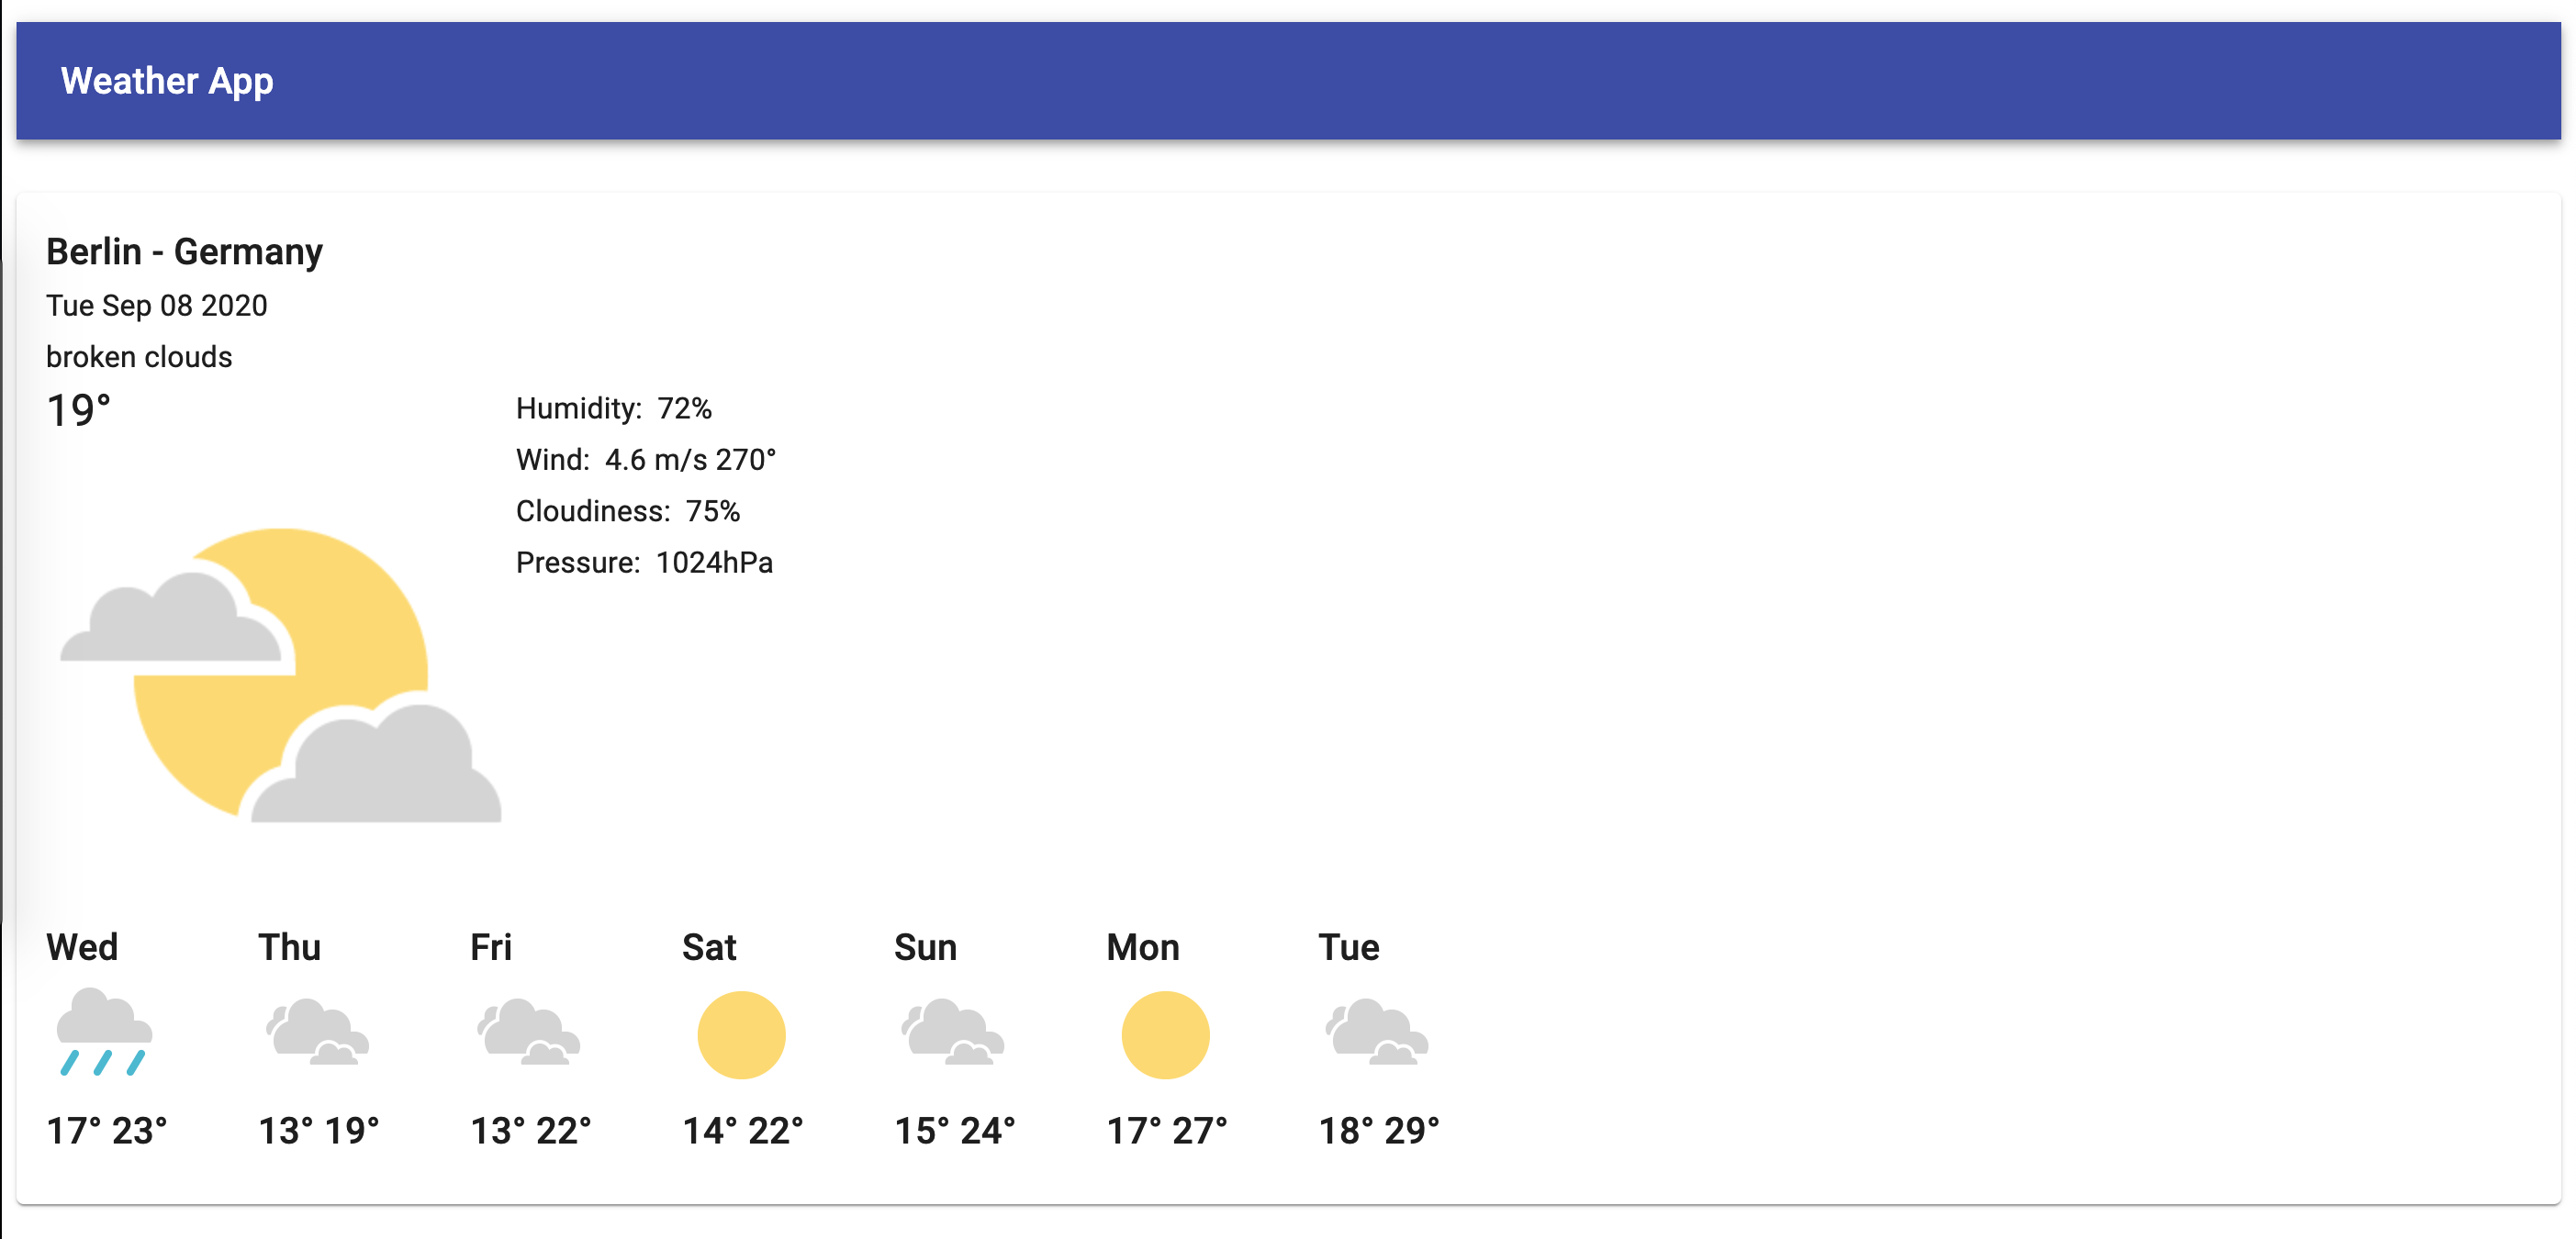 Weather App
Berlin - Germany
Tue Sep 08 2020
broken clouds
19°
Humidity: 72%
Wind: 4.6 m/s 270°
Cloudiness: 75%
Pressure: 1024hPa
Wed Thu Fri Sat Sun Mon Tue
17° 23° 13° 19° 13° 22° 14° 22° 15° 24° 17° 27° 18° 29°